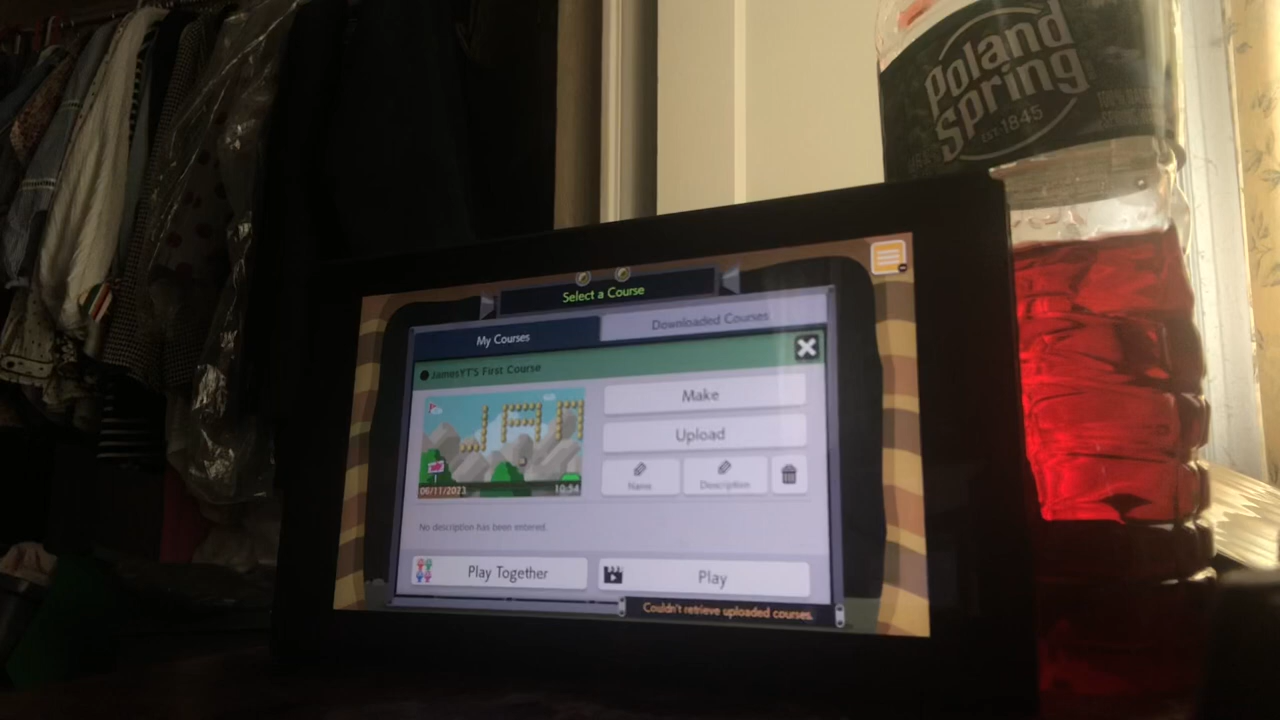 Poland
Spring
EST. 1845
Select a Course
My Courses
Downloaded Courses
JamesYT'S First Course
Make
Upload
Name
Description
06/11/2023
10:54
No description has been entered.
Play Together
Play
Couldn't retrieve uploaded courses.